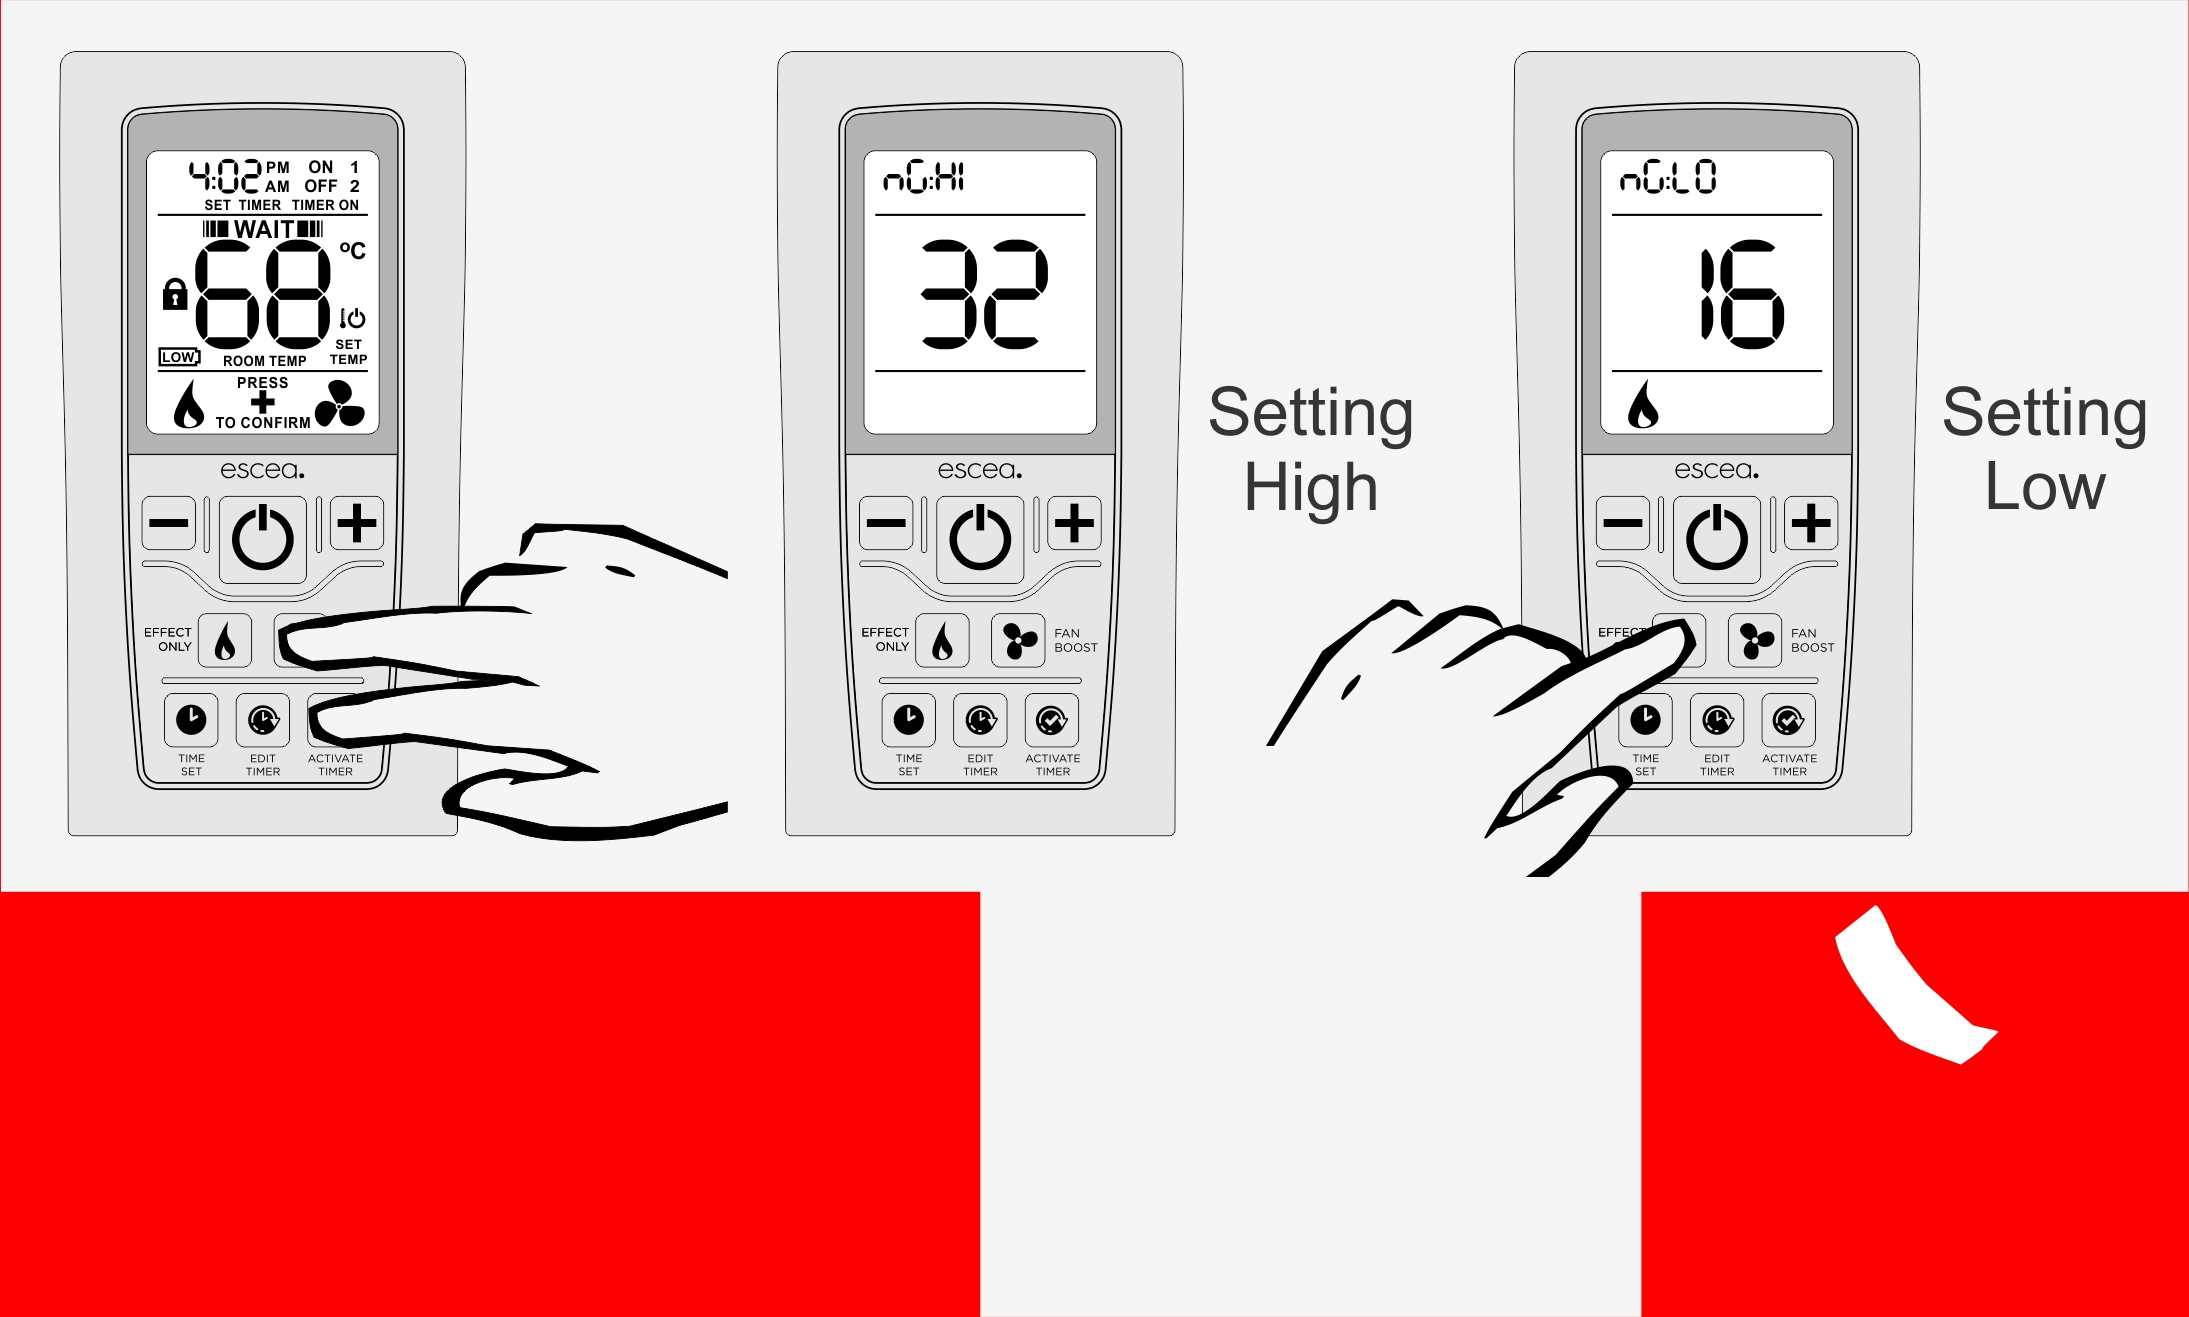 4:02 PM ON 1
AM OFF 2
SET TIMER TIMER ON
WAIT
68 °C
LOW ROOM TEMP
SET
TEMP
PRESS
+
TO CONFIRM
escea.
EFFECT
ONLY
TIME
SET
EDIT
TIMER
ACTIVATE
TIMER
nG:HI
32
escea.
EFFECT
ONLY
FAN
BOOST
TIME
SET
EDIT
TIMER
ACTIVATE
TIMER
Setting
High
nG:LO
16
escea.
EFFECT
FAN
BOOST
TIME
SET
EDIT
TIMER
ACTIVATE
TIMER
Setting
Low